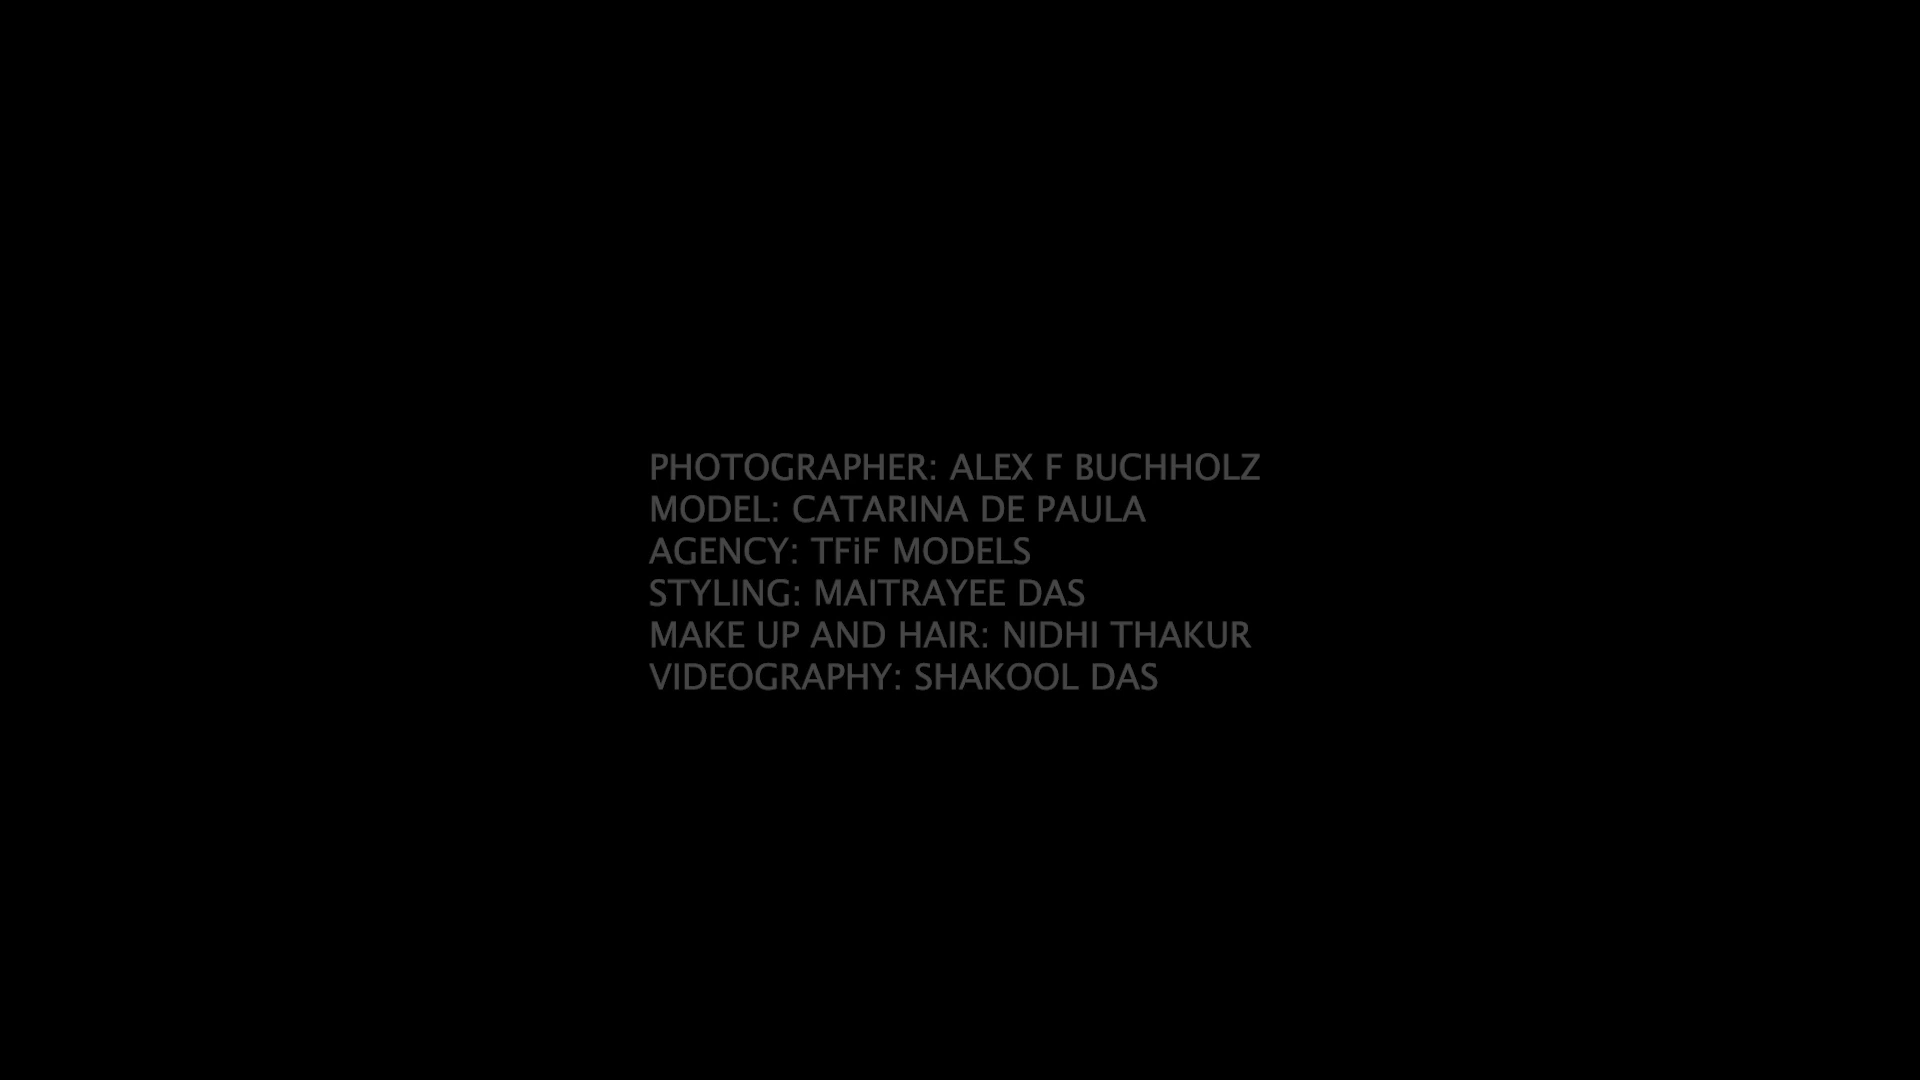 PHOTOGRAPHER: ALEX F BUCHHOLZ
MODEL: CATARINA DE PAULA
AGENCY: TFiF MODELS
STYLING: MAITRAYEE DAS
MAKE UP AND HAIR: NIDHI THAKUR
VIDEOGRAPHY: SHAKOOL DAS